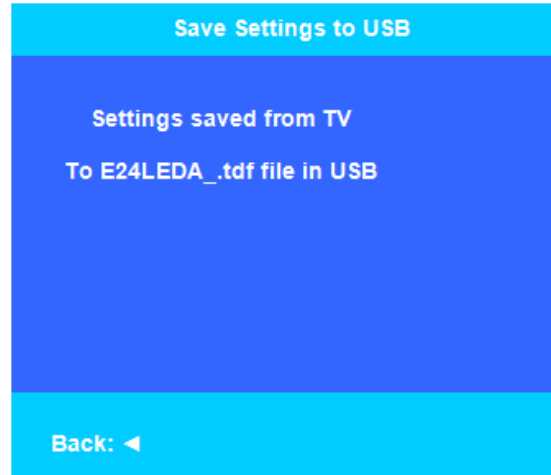 Save Settings to USB
Settings saved from TV
To E24LEDA_.tdf file in USB
Back: ◄